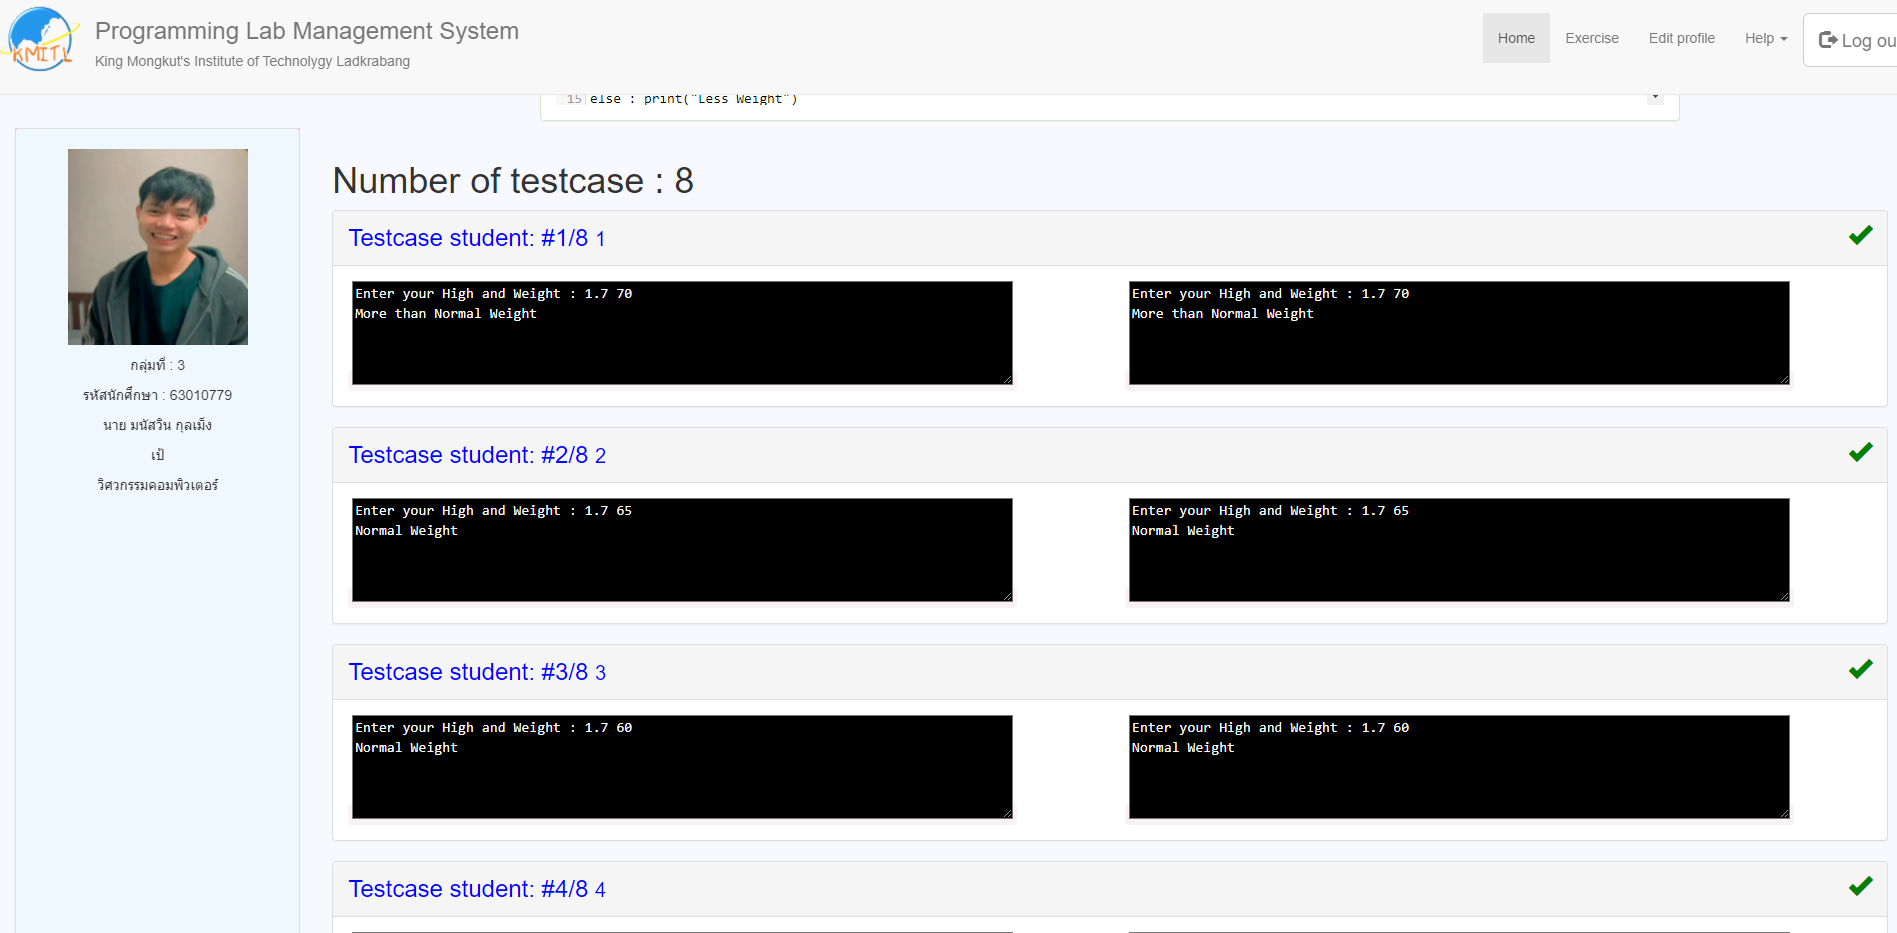 KMITL
Programming Lab Management System
King Mongkut's Institute of Technolygy Ladkrabang
Home
Exercise
Edit profile
Help
Log ou
15 else : print("Less Weight")
กลุ่มที่ : 3
รหัสนักศึกษา : 63010779
นาย มนัสวิน กุลเม็ง
เป้
วิศวกรรมคอมพิวเตอร์
Number of testcase : 8
Testcase student: #1/8 1
Enter your High and Weight : 1.7 70
More than Normal Weight
Enter your High and Weight : 1.7 70
More than Normal Weight
Testcase student: #2/8 2
Enter your High and Weight : 1.7 65
Normal Weight
Enter your High and Weight : 1.7 65
Normal Weight
Testcase student: #3/8 3
Enter your High and Weight : 1.7 60
Normal Weight
Enter your High and Weight : 1.7 60
Normal Weight
Testcase student: #4/8 4